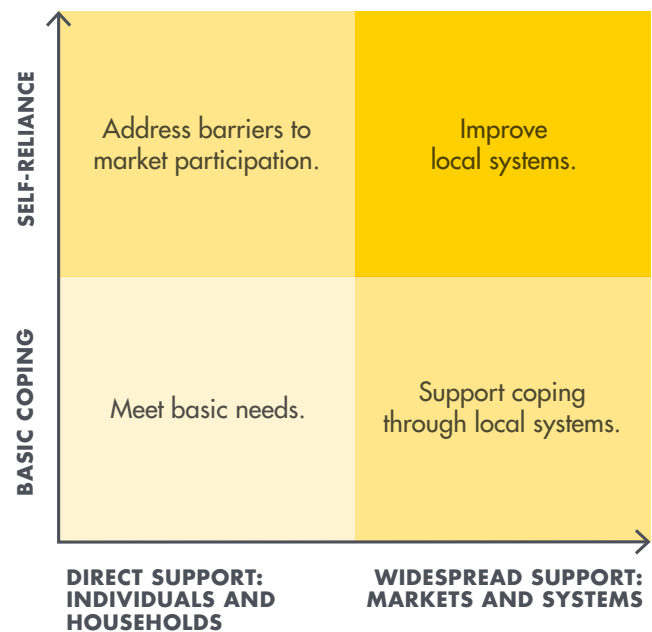 SELF-RELIANCE
Address barriers to
market participation.
Improve
local systems.
BASIC COPING
Meet basic needs.
Support coping
through local systems.
DIRECT SUPPORT:
INDIVIDUALS AND
HOUSEHOLDS
WIDESPREAD SUPPORT:
MARKETS AND SYSTEMS